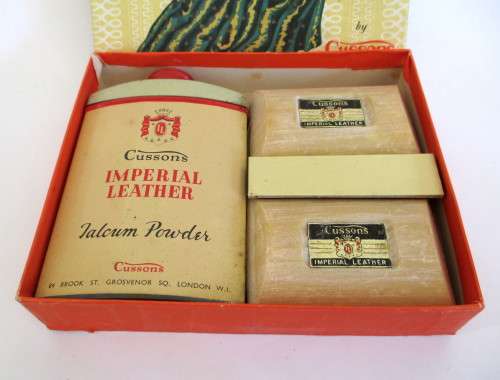 by
Cussons
Cussons
IMPERIAL
LEATHER
Talcum Powder
Cussons
84 BROOK ST. GROSVENOR SQ. LONDON W.1.
Cussons
IMPERIAL LEATHER
Cussons
IMPERIAL LEATHER